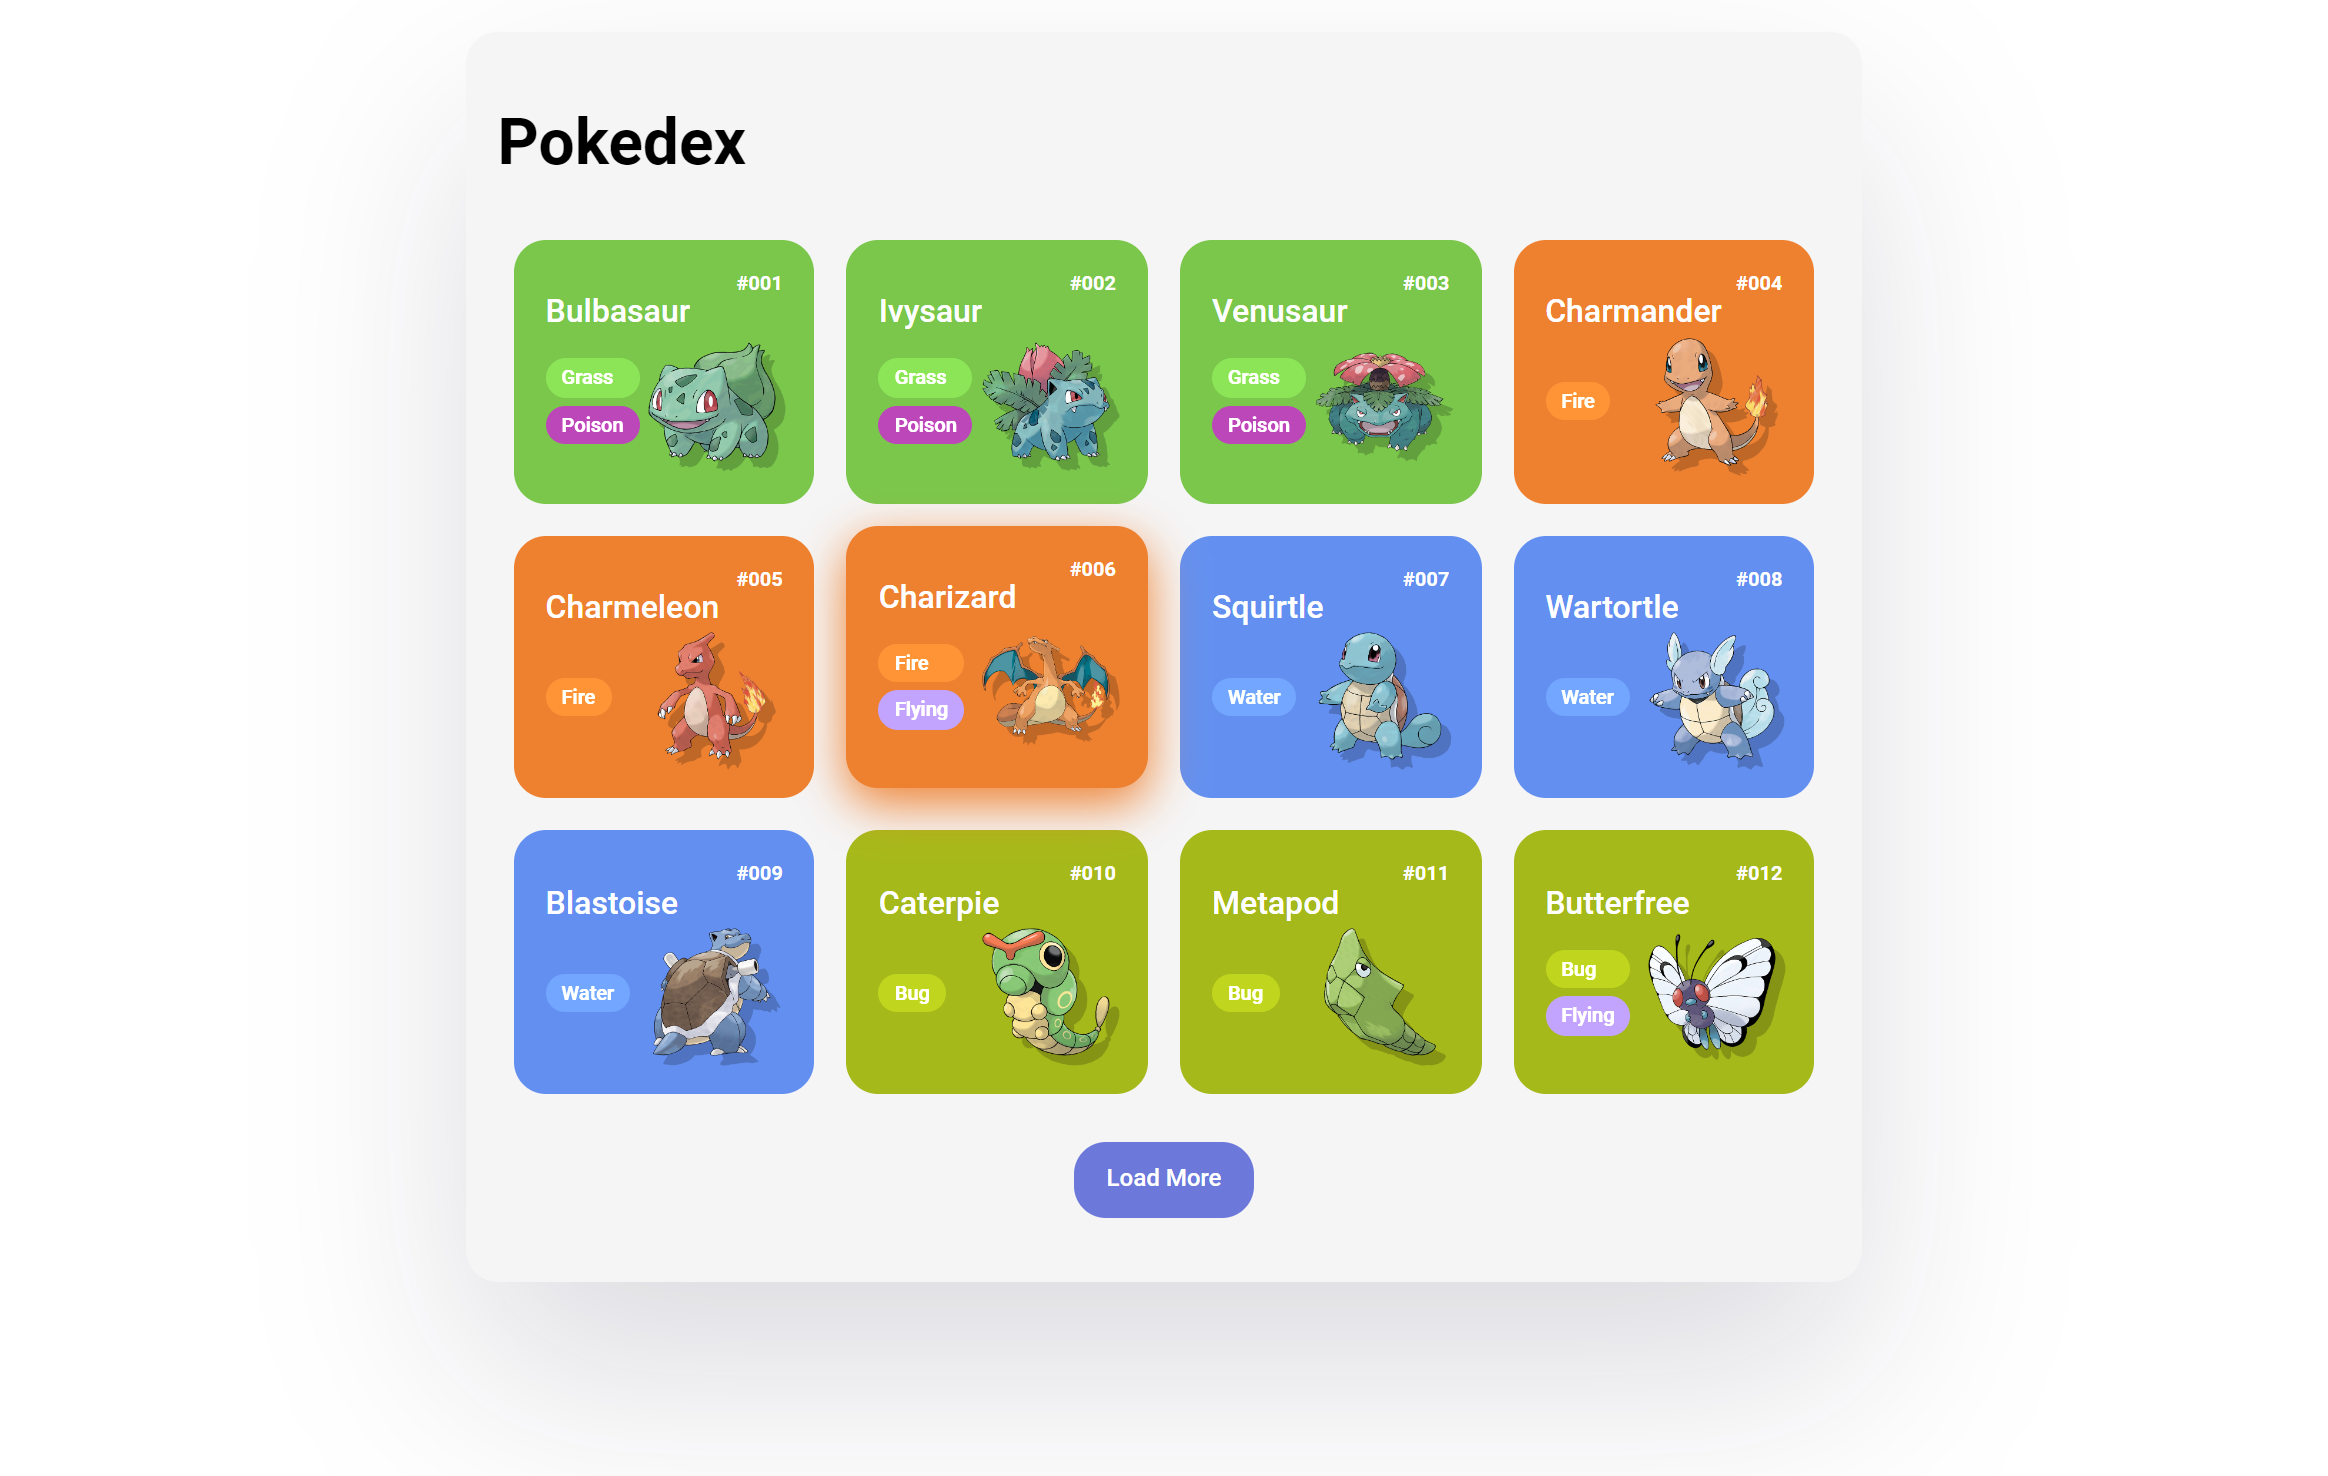 Pokedex
#001
Bulbasaur
Grass
Poison
#002
Ivysaur
Grass
Poison
#003
Venusaur
Grass
Poison
#004
Charmander
Fire
#005
Charmeleon
Fire
#006
Charizard
Fire
Flying
#007
Squirtle
Water
#008
Wartortle
Water
#009
Blastoise
Water
#010
Caterpie
Bug
#011
Metapod
Bug
#012
Butterfree
Bug
Flying
Load More